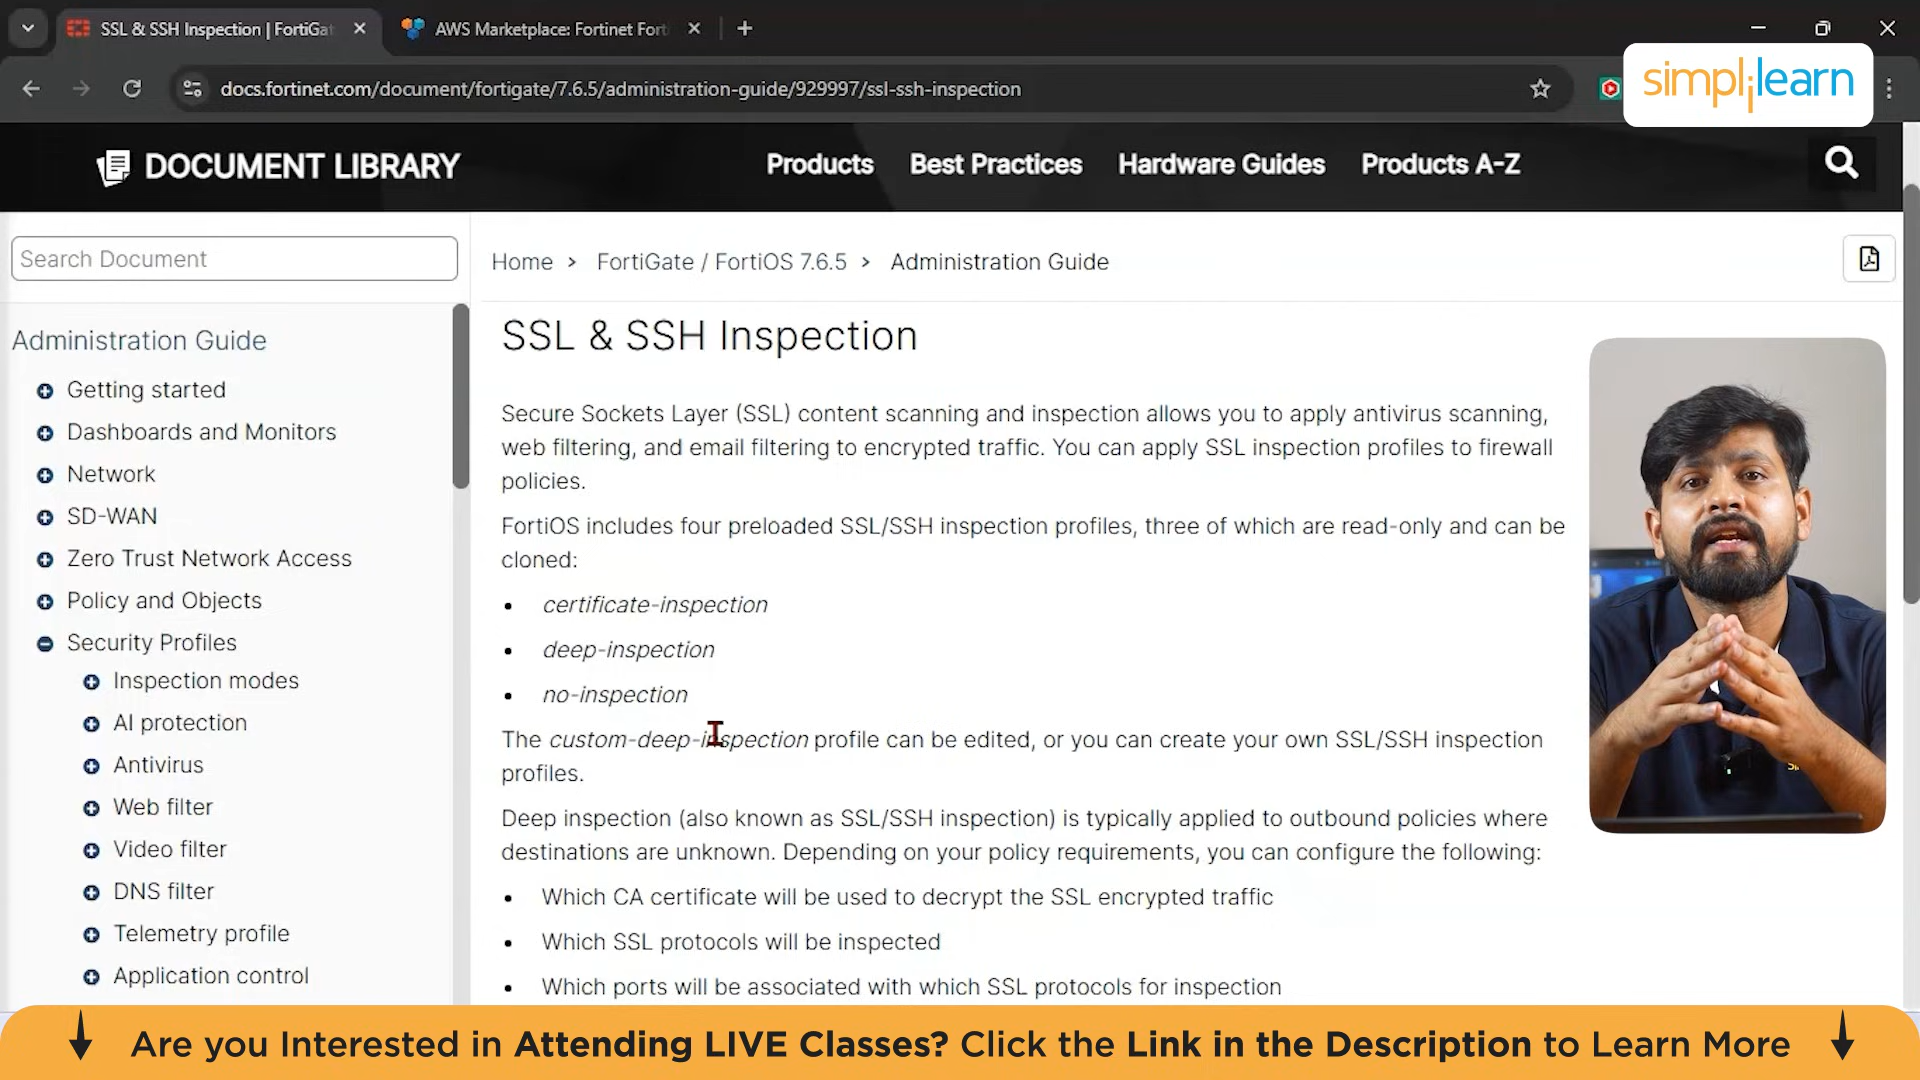 SSL & SSH Inspection | FortiGat
AWS Marketplace: Fortinet Fort
docs.fortinet.com/document/fortigate/7.6.5/administration-guide/929997/ssl-ssh-inspection
simplilearn
DOCUMENT LIBRARY
Products
Best Practices
Hardware Guides
Products A-Z
Search Document
Home > FortiGate / FortiOS 7.6.5 > Administration Guide
Administration Guide
Getting started
Dashboards and Monitors
Network
SD-WAN
Zero Trust Network Access
Policy and Objects
Security Profiles
Inspection modes
AI protection
Antivirus
Web filter
Video filter
DNS filter
Telemetry profile
Application control
SSL & SSH Inspection
Secure Sockets Layer (SSL) content scanning and inspection allows you to apply antivirus scanning,
web filtering, and email filtering to encrypted traffic. You can apply SSL inspection profiles to firewall
policies.
FortiOS includes four preloaded SSL/SSH inspection profiles, three of which are read-only and can be
cloned:
• certificate-inspection
• deep-inspection
• no-inspection
The custom-deep-inspection profile can be edited, or you can create your own SSL/SSH inspection
profiles.
Deep inspection (also known as SSL/SSH inspection) is typically applied to outbound policies where
destinations are unknown. Depending on your policy requirements, you can configure the following:
• Which CA certificate will be used to decrypt the SSL encrypted traffic
• Which SSL protocols will be inspected
• Which ports will be associated with which SSL protocols for inspection
Are you Interested in Attending LIVE Classes? Click the Link in the Description to Learn More